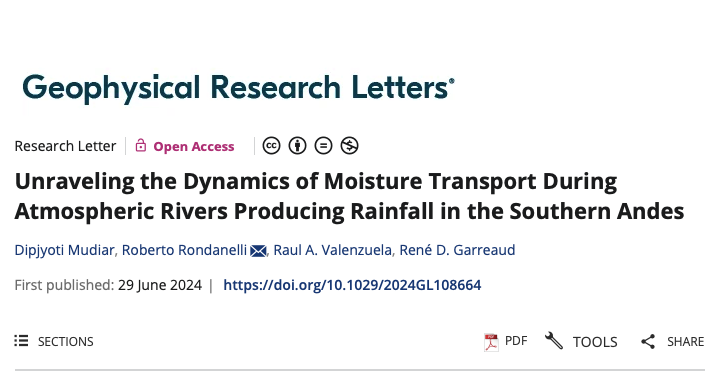 Geophysical Research Letters®
Research Letter | Open Access | cc
Unraveling the Dynamics of Moisture Transport During
Atmospheric Rivers Producing Rainfall in the Southern Andes
Dipjyoti Mudiar, Roberto Rondanelli, Raul A. Valenzuela, René D. Garreaud
First published: 29 June 2024 | https://doi.org/10.1029/2024GL108664
SECTIONS PDF TOOLS SHARE